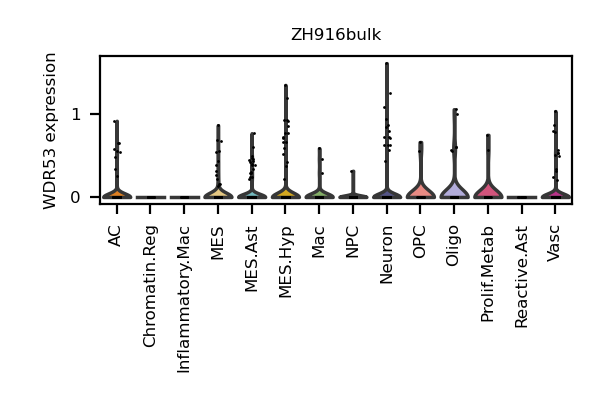 ZH916bulk
WDR53 expression
1
0
AC
Chromatin.Reg
Inflammatory.Mac
MES
MES.Ast
MES.Hyp
Mac
NPC
Neuron
OPC
Oligo
Prolif.Metab
Reactive.Ast
Vasc